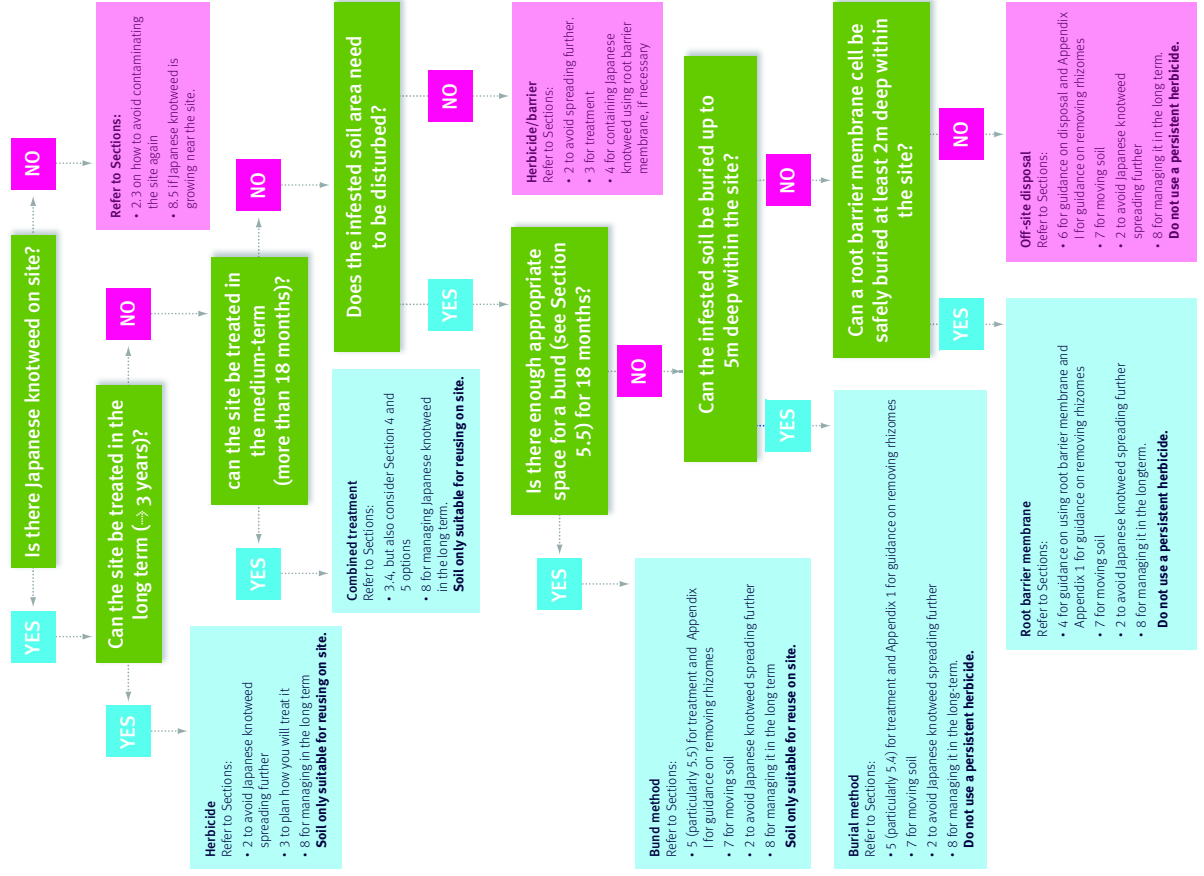 Is there Japanese knotweed on site?
YES
NO
Refer to Sections:
• 2.3 on how to avoid contaminating
the site again
• 8.5 if Japanese knotweed is
growing near the site.
Can the site be treated in the
long term (⇢ 3 years)?
YES
NO
Herbicide
Refer to Sections:
• 2 to avoid Japanese knotweed
spreading further
• 3 to plan how you will treat it
• 8 for managing in the long term
Soil only suitable for reusing on site.
can the site be treated in
the medium-term
(more than 18 months)?
YES
NO
Combined treatment
Refer to Sections:
• 3.4, but also consider Section 4 and
5 options
• 8 for managing Japanese knotweed
in the long term.
Soil only suitable for reusing on site.
Does the infested soil area need
to be disturbed?
YES
NO
Herbicide/barrier
Refer to Sections:
• 2 to avoid spreading further.
• 3 for treatment
• 4 for containing Japanese
knotweed using root barrier
membrane, if necessary
Is there enough appropriate
space for a bund (see Section
5.5) for 18 months?
YES
NO
Bund method
Refer to Sections:
• 5 (particularly 5.5) for treatment and Appendix
I for guidance on removing rhizomes
• 7 for moving soil
• 2 to avoid Japanese knotweed spreading further
• 8 for managing it in the long term
Soil only suitable for reuse on site.
Can the infested soil be buried up to
5m deep within the site?
YES
NO
Burial method
Refer to Sections:
• 5 (particularly 5.4) for treatment and Appendix 1 for guidance on removing rhizomes
• 7 for moving soil
• 2 to avoid Japanese knotweed spreading further
• 8 for managing it in the long-term.
Do not use a persistent herbicide.
Can a root barrier membrane cell be
safely buried at least 2m deep within
the site?
YES
NO
Root barrier membrane
Refer to Sections:
• 4 for guidance on using root barrier membrane and
Appendix 1 for guidance on removing rhizomes
• 7 for moving soil
• 2 to avoid Japanese knotweed spreading further
• 8 for managing it in the longterm.
Do not use a persistent herbicide.
Off-site disposal
Refer to Sections:
• 6 for guidance on disposal and Appendix
I for guidance on removing rhizomes
• 7 for moving soil
• 2 to avoid Japanese knotweed
spreading further
• 8 for managing it in the long term.
Do not use a persistent herbicide.